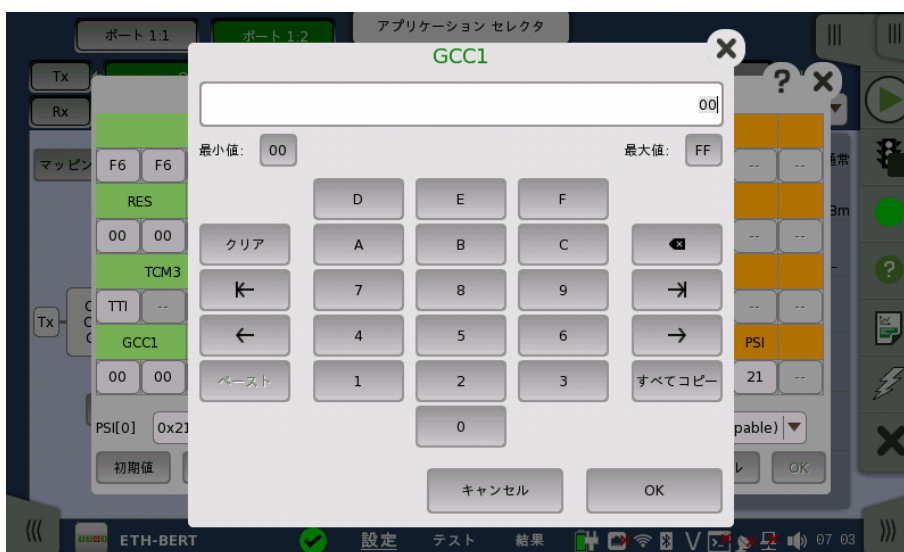 アプリケーション セレクタ
ポート 1:1
ポート 1:2
GCC1
Tx
Rx
00
最小値: 00
最大値: FF
マッピン
F6 F6
-- --
通常
RES
D E F
00 00
クリア A B C
-- --
3m
TCM3
7 8 9
TTI --
-- --
Tx
4 5 6
GCC1
PSI
00 00
ペースト 1 2 3 すべてコピー
21 --
0
PSI[0] 0x21
pable)
初期値
キャンセル OK
ル OK
ETH-BERT 設定 テスト 結果 07 03